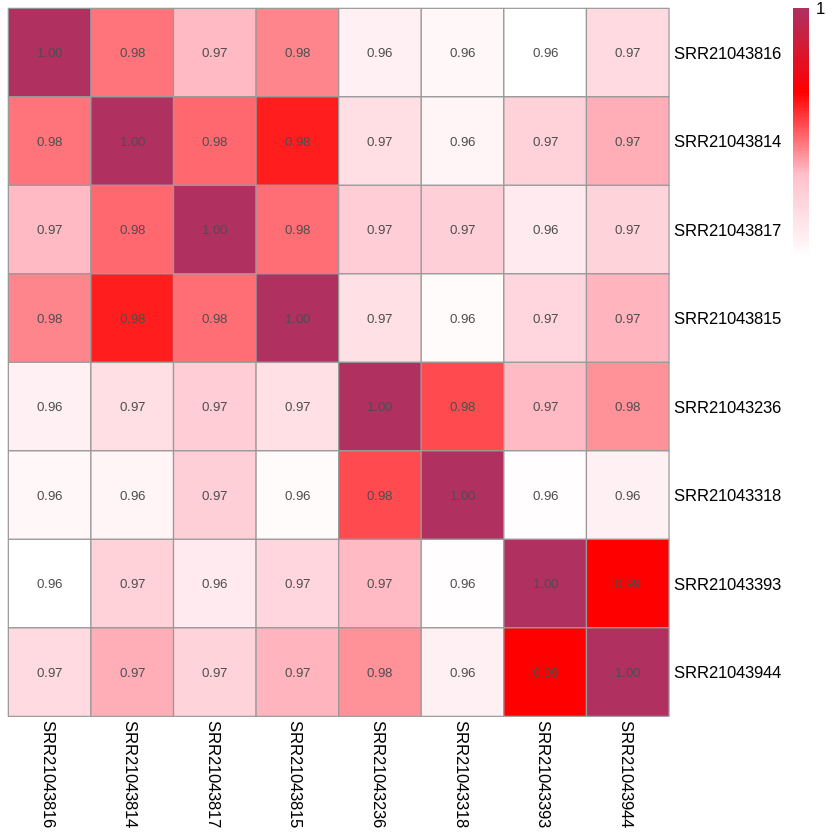 1
1.00 0.98 0.97 0.98 0.96 0.96 0.96 0.97 SRR21043816
0.98 1.00 0.98 0.98 0.97 0.96 0.97 0.97 SRR21043814
0.97 0.98 1.00 0.98 0.97 0.97 0.96 0.97 SRR21043817
0.98 0.98 0.98 1.00 0.97 0.96 0.97 0.97 SRR21043815
0.96 0.97 0.97 0.97 1.00 0.98 0.97 0.98 SRR21043236
0.96 0.96 0.97 0.96 0.98 1.00 0.96 0.96 SRR21043318
0.96 0.97 0.96 0.97 0.97 0.96 1.00 SRR21043393
0.97 0.97 0.97 0.97 0.98 0.96 1.00 SRR21043944
SRR21043816
SRR21043814
SRR21043817
SRR21043815
SRR21043236
SRR21043318
SRR21043393
SRR21043944